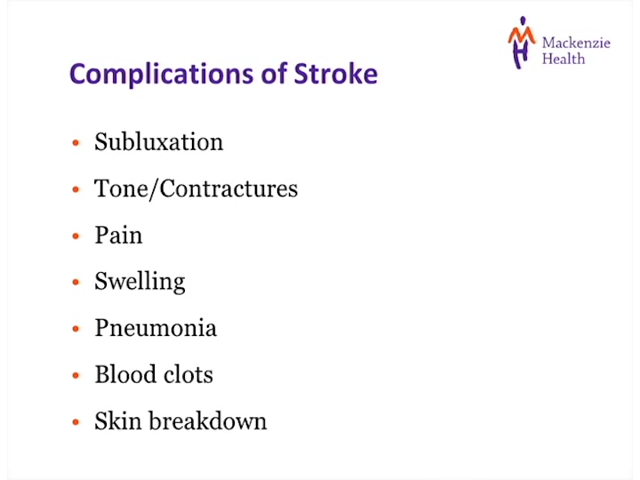 Mackenzie
Health
Complications of Stroke
• Subluxation
• Tone/Contractures
• Pain
• Swelling
• Pneumonia
• Blood clots
• Skin breakdown